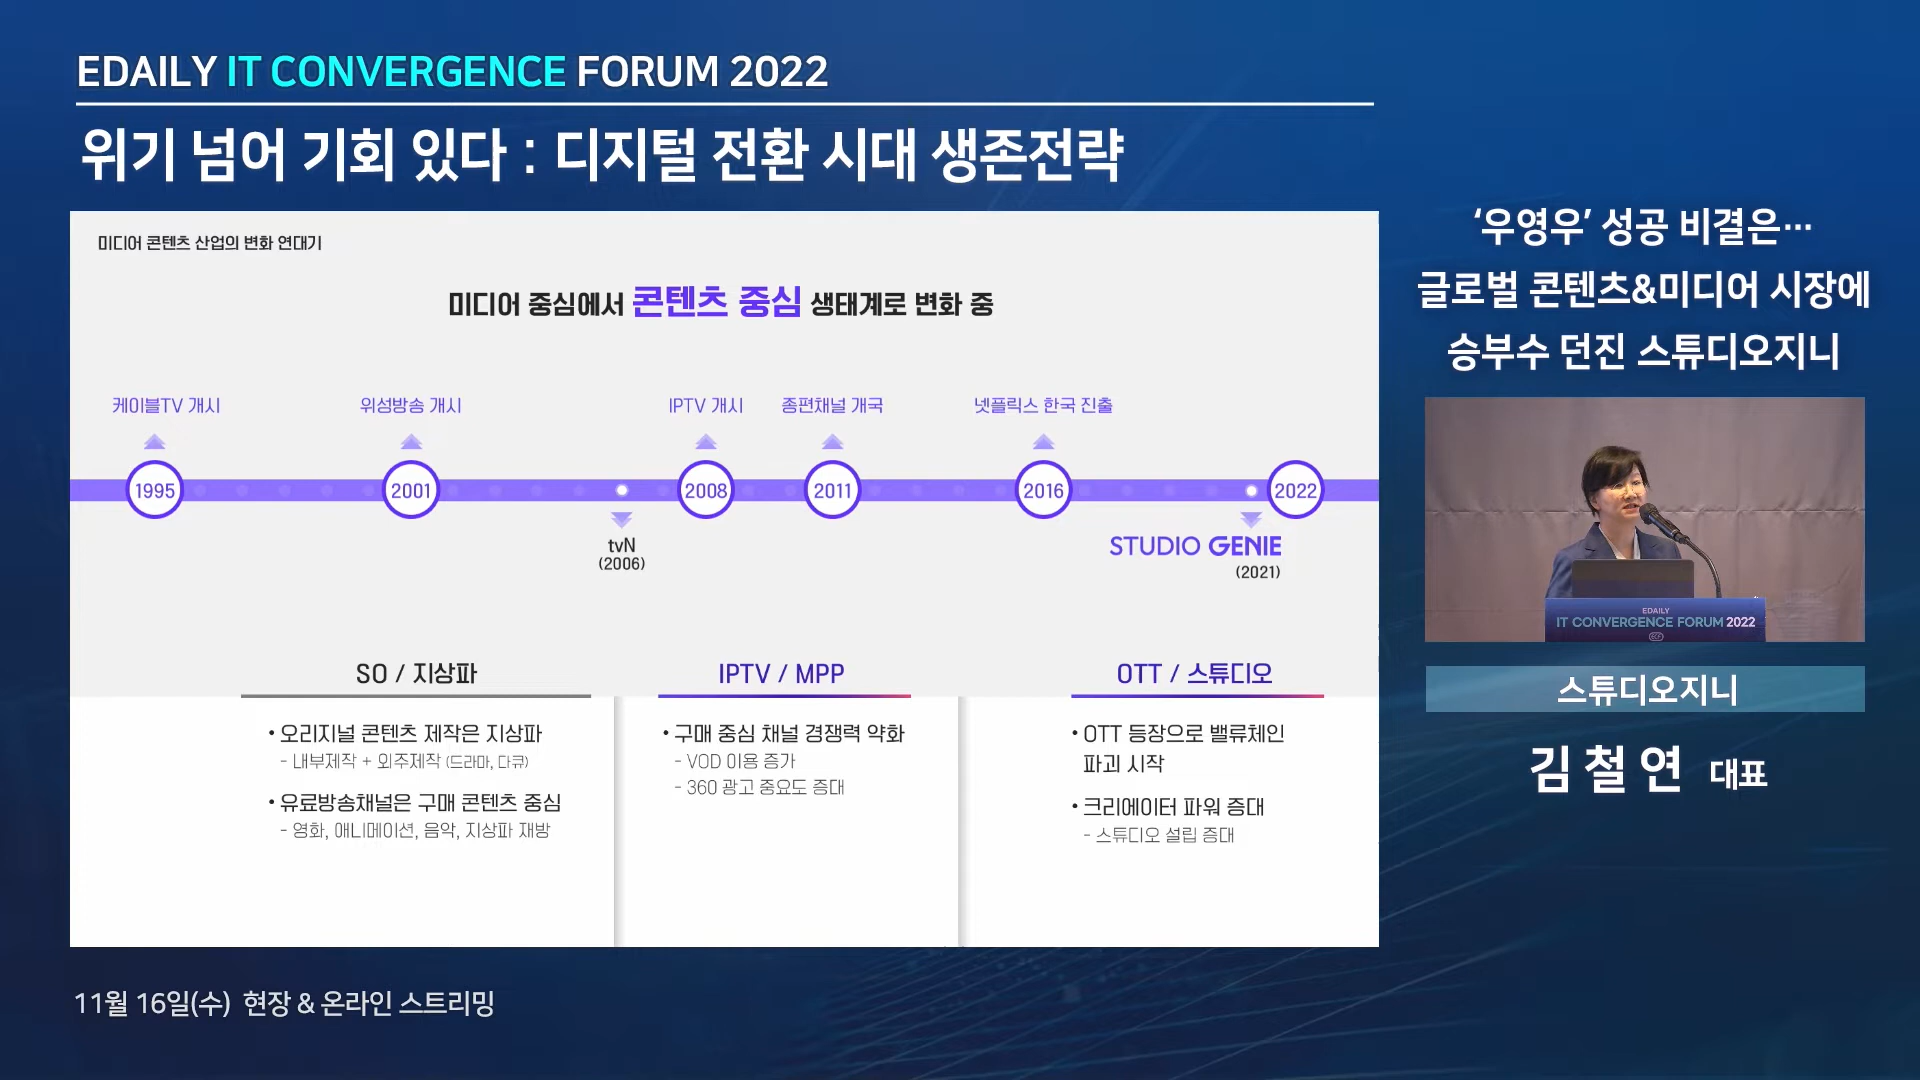 EDAILY IT CONVERGENCE FORUM 2022
위기 넘어 기회 있다 : 디지털 전환 시대 생존전략
미디어 콘텐츠 산업의 변화 연대기
미디어 중심에서 콘텐츠 중심 생태계로 변화 중
케이블TV 개시
위성방송 개시
IPTV 개시
종편채널 개국
넷플릭스 한국 진출
1995
2001
2008
2011
2016
2022
tvN
(2006)
STUDIO GENIE
(2021)
SO / 지상파
• 오리지널 콘텐츠 제작은 지상파
- 내부제작 + 외주제작 (드라마, 다큐)
• 유료방송채널은 구매 콘텐츠 중심
- 영화, 애니메이션, 음악, 지상파 재방
IPTV / MPP
• 구매 중심 채널 경쟁력 약화
- VOD 이용 증가
- 360 광고 중요도 증대
OTT / 스튜디오
• OTT 등장으로 밸류체인
파괴 시작
• 크리에이터 파워 증대
- 스튜디오 설립 증대
‘우영우’ 성공 비결은…
글로벌 콘텐츠&미디어 시장에
승부수 던진 스튜디오지니
EDAILY
IT CONVERGENCE FORUM 2022
스튜디오지니
김철연 대표
11월 16일(수) 현장 & 온라인 스트리밍